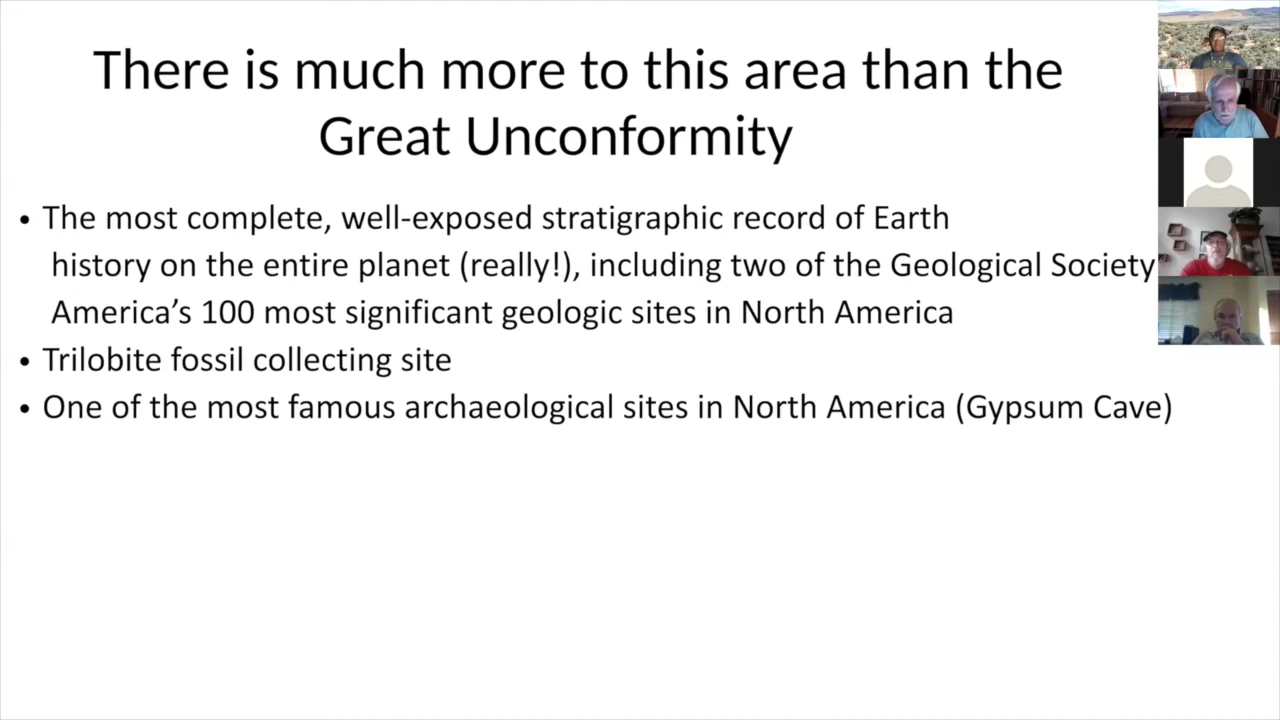 There is much more to this area than the
Great Unconformity
• The most complete, well-exposed stratigraphic record of Earth
history on the entire planet (really!), including two of the Geological Society
America’s 100 most significant geologic sites in North America
• Trilobite fossil collecting site
• One of the most famous archaeological sites in North America (Gypsum Cave)